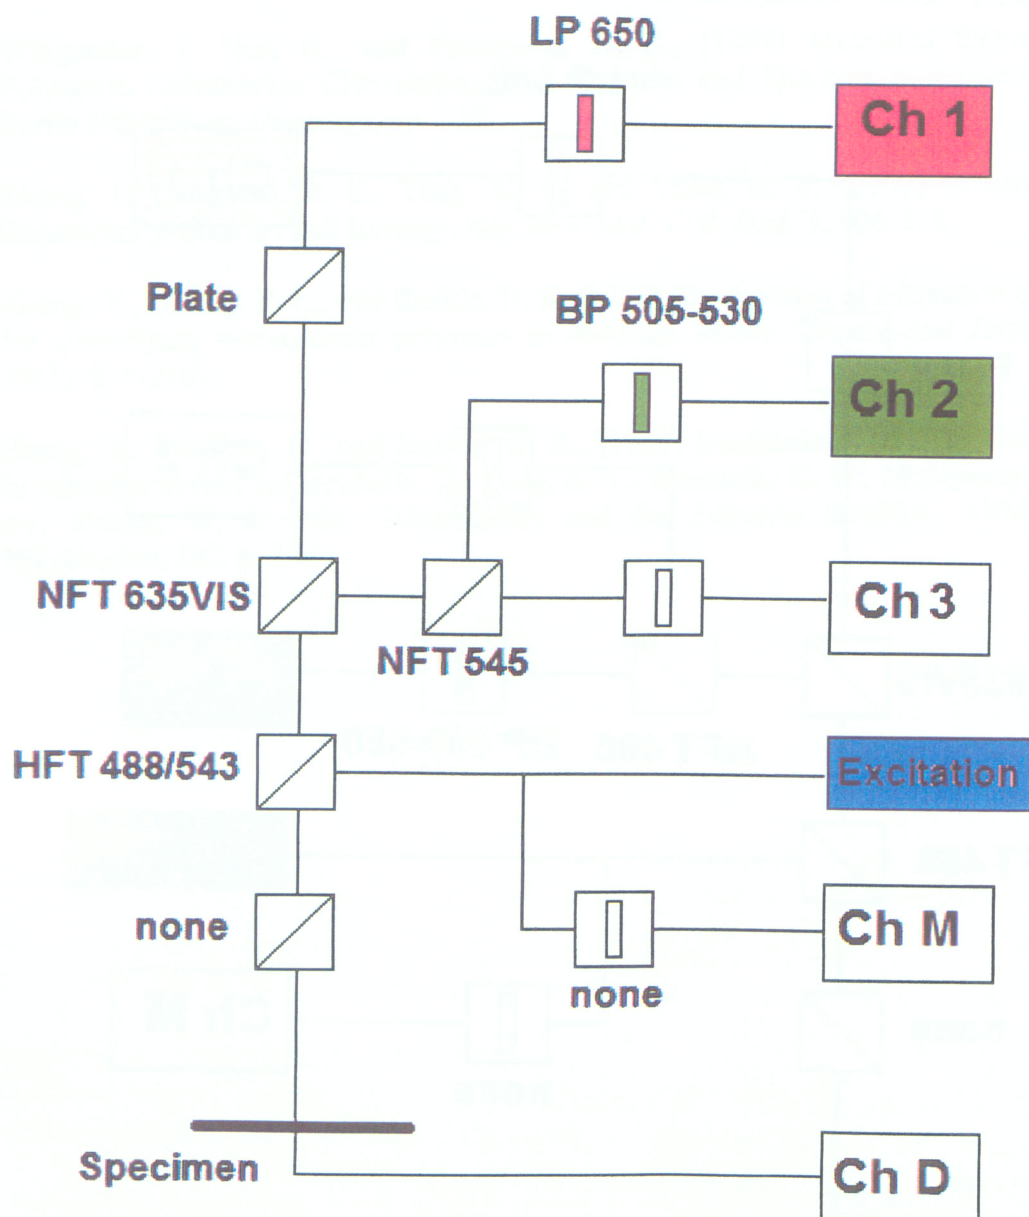 LP 650
Ch 1
Plate
BP 505-530
Ch 2
NFT 635VIS
NFT 545
Ch 3
HFT 488/543
Excitation
none
Ch M
none
Specimen
Ch D